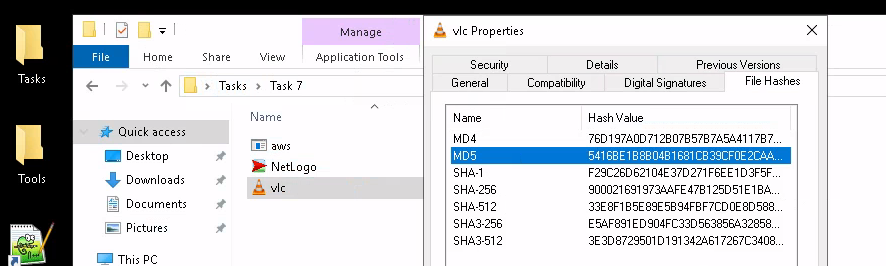 Tasks
Tools
Manage
File
Home
Share
View
Application Tools
Tasks
Task 7
Name
Quick access
Desktop
Downloads
Documents
Pictures
This PC
aws
NetLogo
vlc
vlc Properties
Security Details Previous Versions
General Compatibility Digital Signatures File Hashes
Name Hash Value
MD4 76D197A0D712B07B57B7A5A4117B7...
MD5 5416BE1B8B04B1681CB39CF0E2CAA...
SHA-1 F29C26D62104E37D271F6EE1D3F5F...
SHA-256 900021691973AAFE47B125D51E1BA...
SHA-512 33E8F1B5E89E5B94FBF7CD0E8D588...
SHA3-256 E5AF891ED904FC33D563856A32858...
SHA3-512 3E3D8729501D191342A617267C3408...